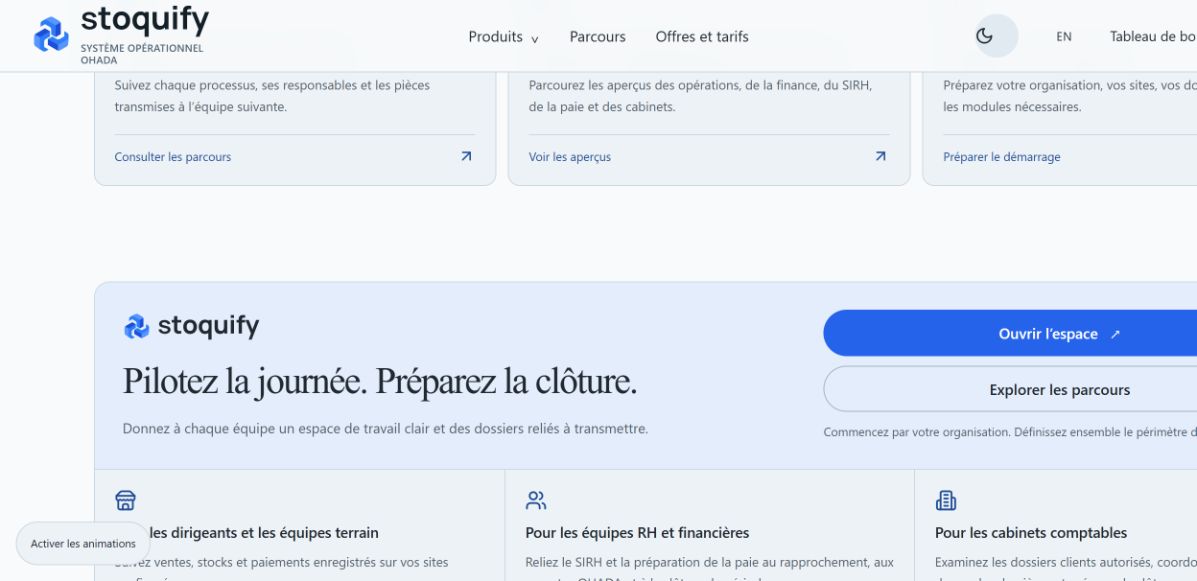 stoquify
SYSTÈME OPÉRATIONNEL
OHADA
Produits
Parcours
Offres et tarifs
EN
Tableau de bo
Suivez chaque processus, ses responsables et les pièces
transmises à l'équipe suivante.
Consulter les parcours
Parcourez les aperçus des opérations, de la finance, du SIRH,
de la paie et des cabinets.
Voir les aperçus
Préparez votre organisation, vos sites, vos do
les modules nécessaires.
Préparer le démarrage
stoquify
Pilotez la journée. Préparez la clôture.
Donnez à chaque équipe un espace de travail clair et des dossiers reliés à transmettre.
Ouvrir l'espace
Explorer les parcours
Commencez par votre organisation. Définissez ensemble le périmètre d
les dirigeants et les équipes terrain
ventes, stocks et paiements enregistrés sur vos sites
Pour les équipes RH et financières
Reliez le SIRH et la préparation de la paie au rapprochement, aux
Pour les cabinets comptables
Examinez les dossiers clients autorisés, coord
Activer les animations